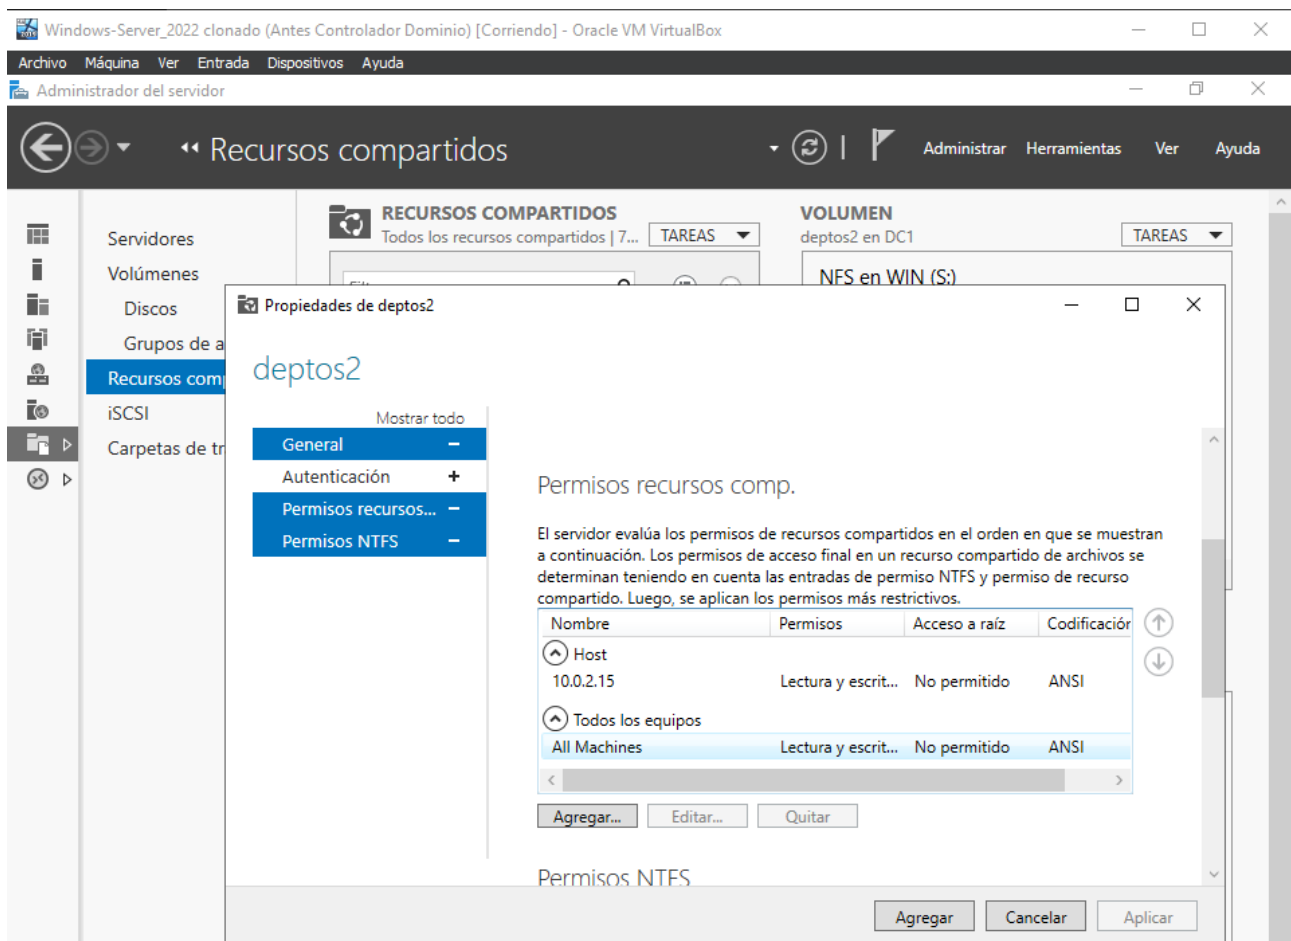 Windows-Server_2022 clonado (Antes Controlador Dominio) [Corriendo] - Oracle VM VirtualBox
Archivo Máquina Ver Entrada Dispositivos Ayuda
Administrador del servidor
Recursos compartidos
Administrar Herramientas Ver Ayuda
Servidores
Volúmenes
Discos
Grupos de a
Recursos com
iSCSI
Carpetas de tr
RECURSOS COMPARTIDOS
Todos los recursos compartidos | 7...
TAREAS
VOLUMEN
deptos2 en DC1
TAREAS
NFS en WIN (S:)
Propiedades de deptos2
deptos2
Mostrar todo
General
Autenticación
Permisos recursos...
Permisos NTFS
Permisos recursos comp.
El servidor evalúa los permisos de recursos compartidos en el orden en que se muestran
a continuación. Los permisos de acceso final en un recurso compartido de archivos se
determinan teniendo en cuenta las entradas de permiso NTFS y permiso de recurso
compartido. Luego, se aplican los permisos más restrictivos.
Nombre Permisos Acceso a raíz Codificación
Host
10.0.2.15 Lectura y escrit... No permitido ANSI
Todos los equipos
All Machines Lectura y escrit... No permitido ANSI
Agregar... Editar... Quitar
Permisos NTFS
Agregar Cancelar Aplicar